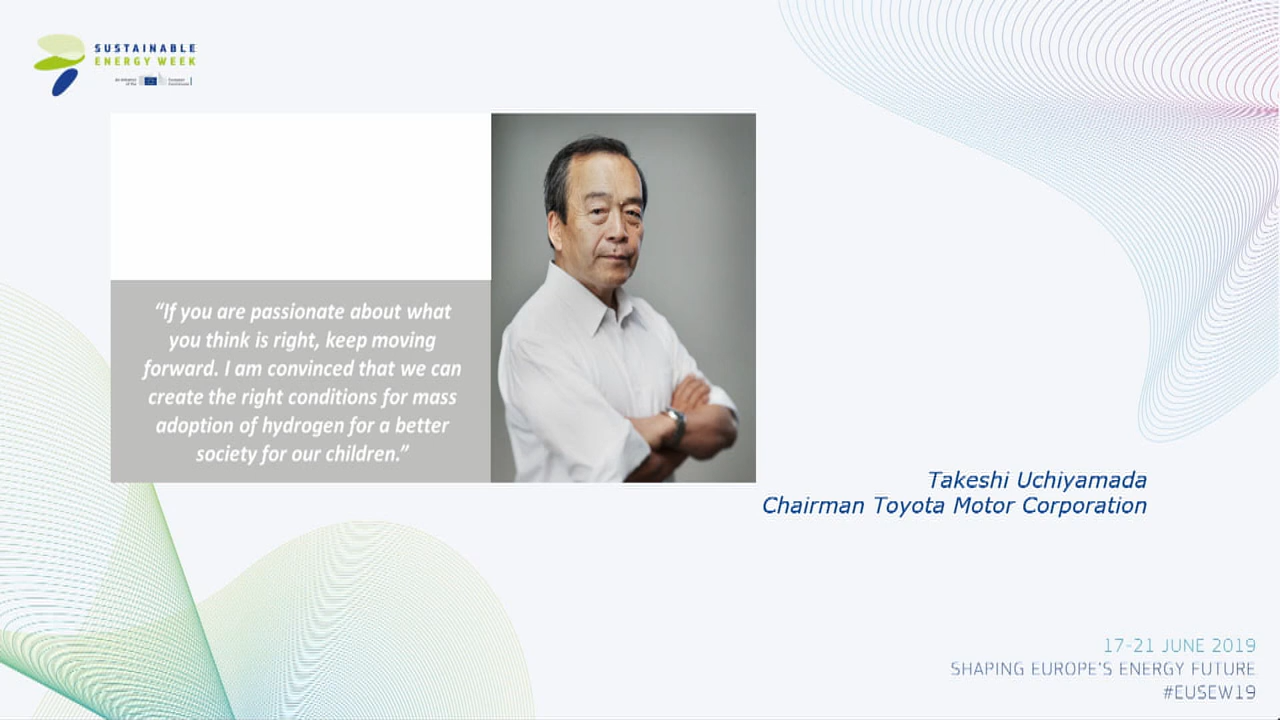 SUSTAINABLE
ENERGY WEEK
“If you are passionate about what
you think is right, keep moving
forward. I am convinced that we can
create the right conditions for mass
adoption of hydrogen for a better
society for our children.”
Takeshi Uchiyamada
Chairman Toyota Motor Corporation
17-21 JUNE 2019
SHAPING EUROPE'S ENERGY FUTURE
#EUSEW19